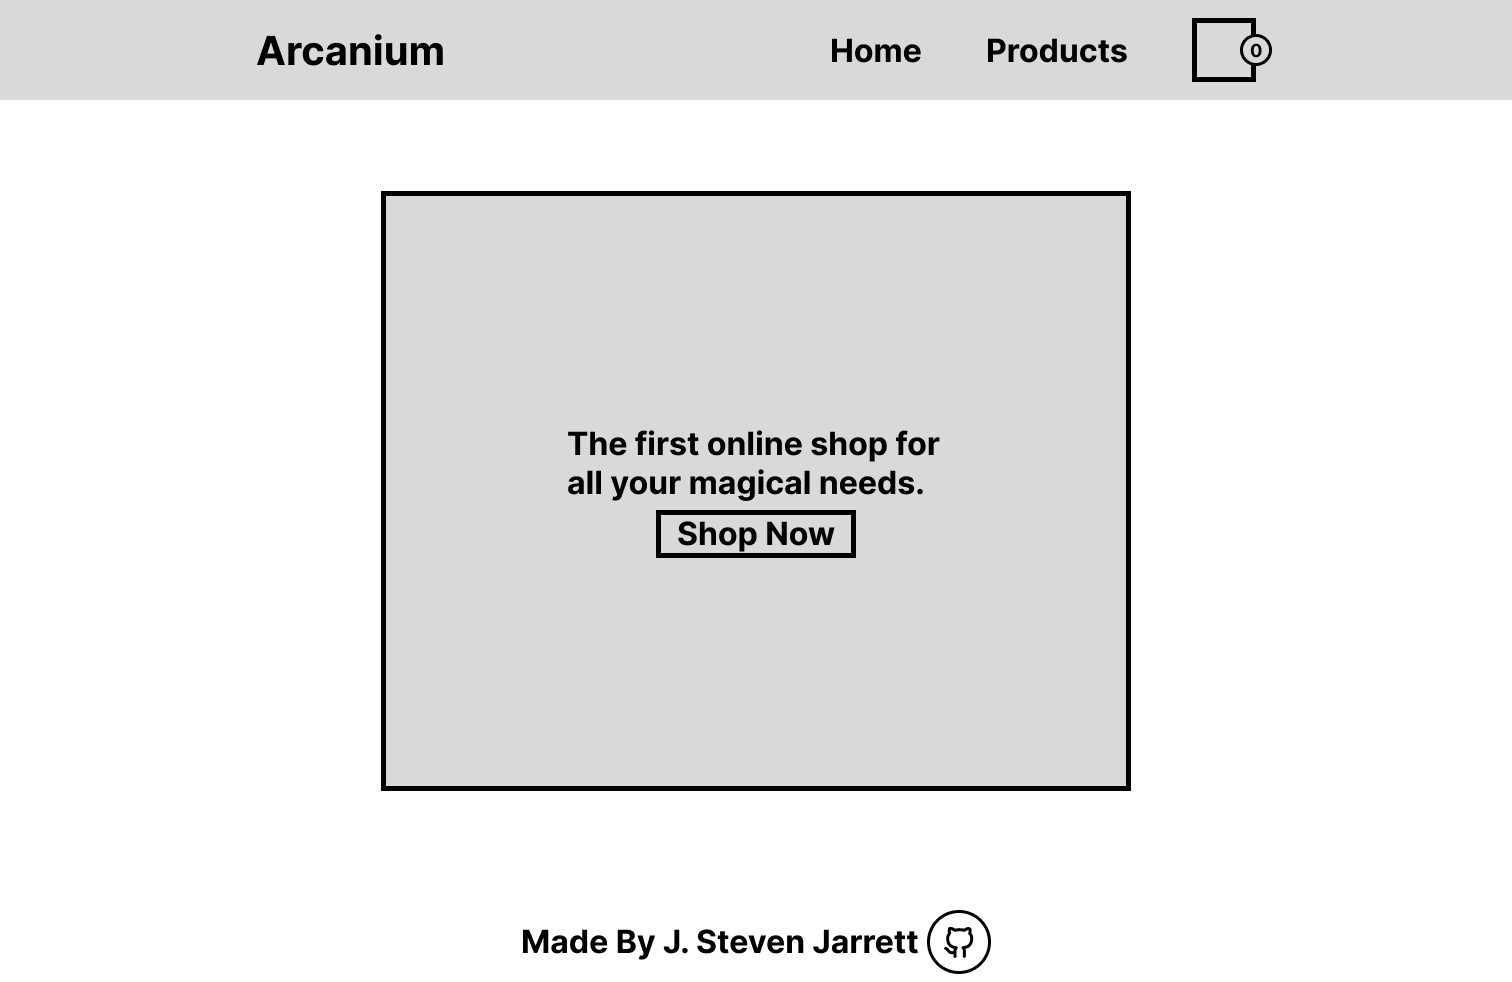 Arcanium
Home
Products
0
The first online shop for
all your magical needs.
Shop Now
Made By J. Steven Jarrett